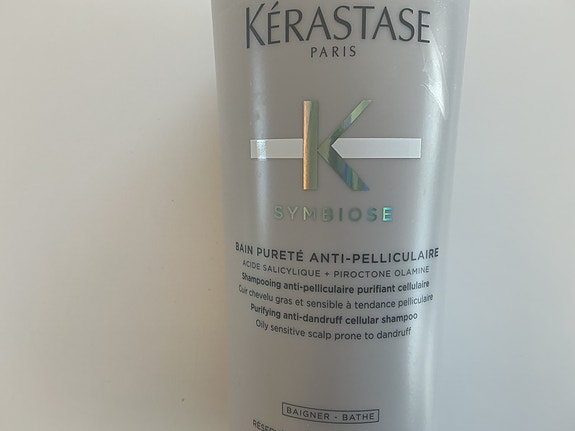 KÉRASTASE
PARIS
K
SYMBIOSE
BAIN PURETÉ ANTI-PELLICULAIRE
ACIDE SALICYLIQUE + PIROCTONE OLAMINE
Shampooing anti-pelliculaire purifiant cellulaire
Cuir chevelu gras et sensible à tendance pelliculaire
Purifying anti-dandruff cellular shampoo
Oily sensitive scalp prone to dandruff
BAIGNER - BATHE